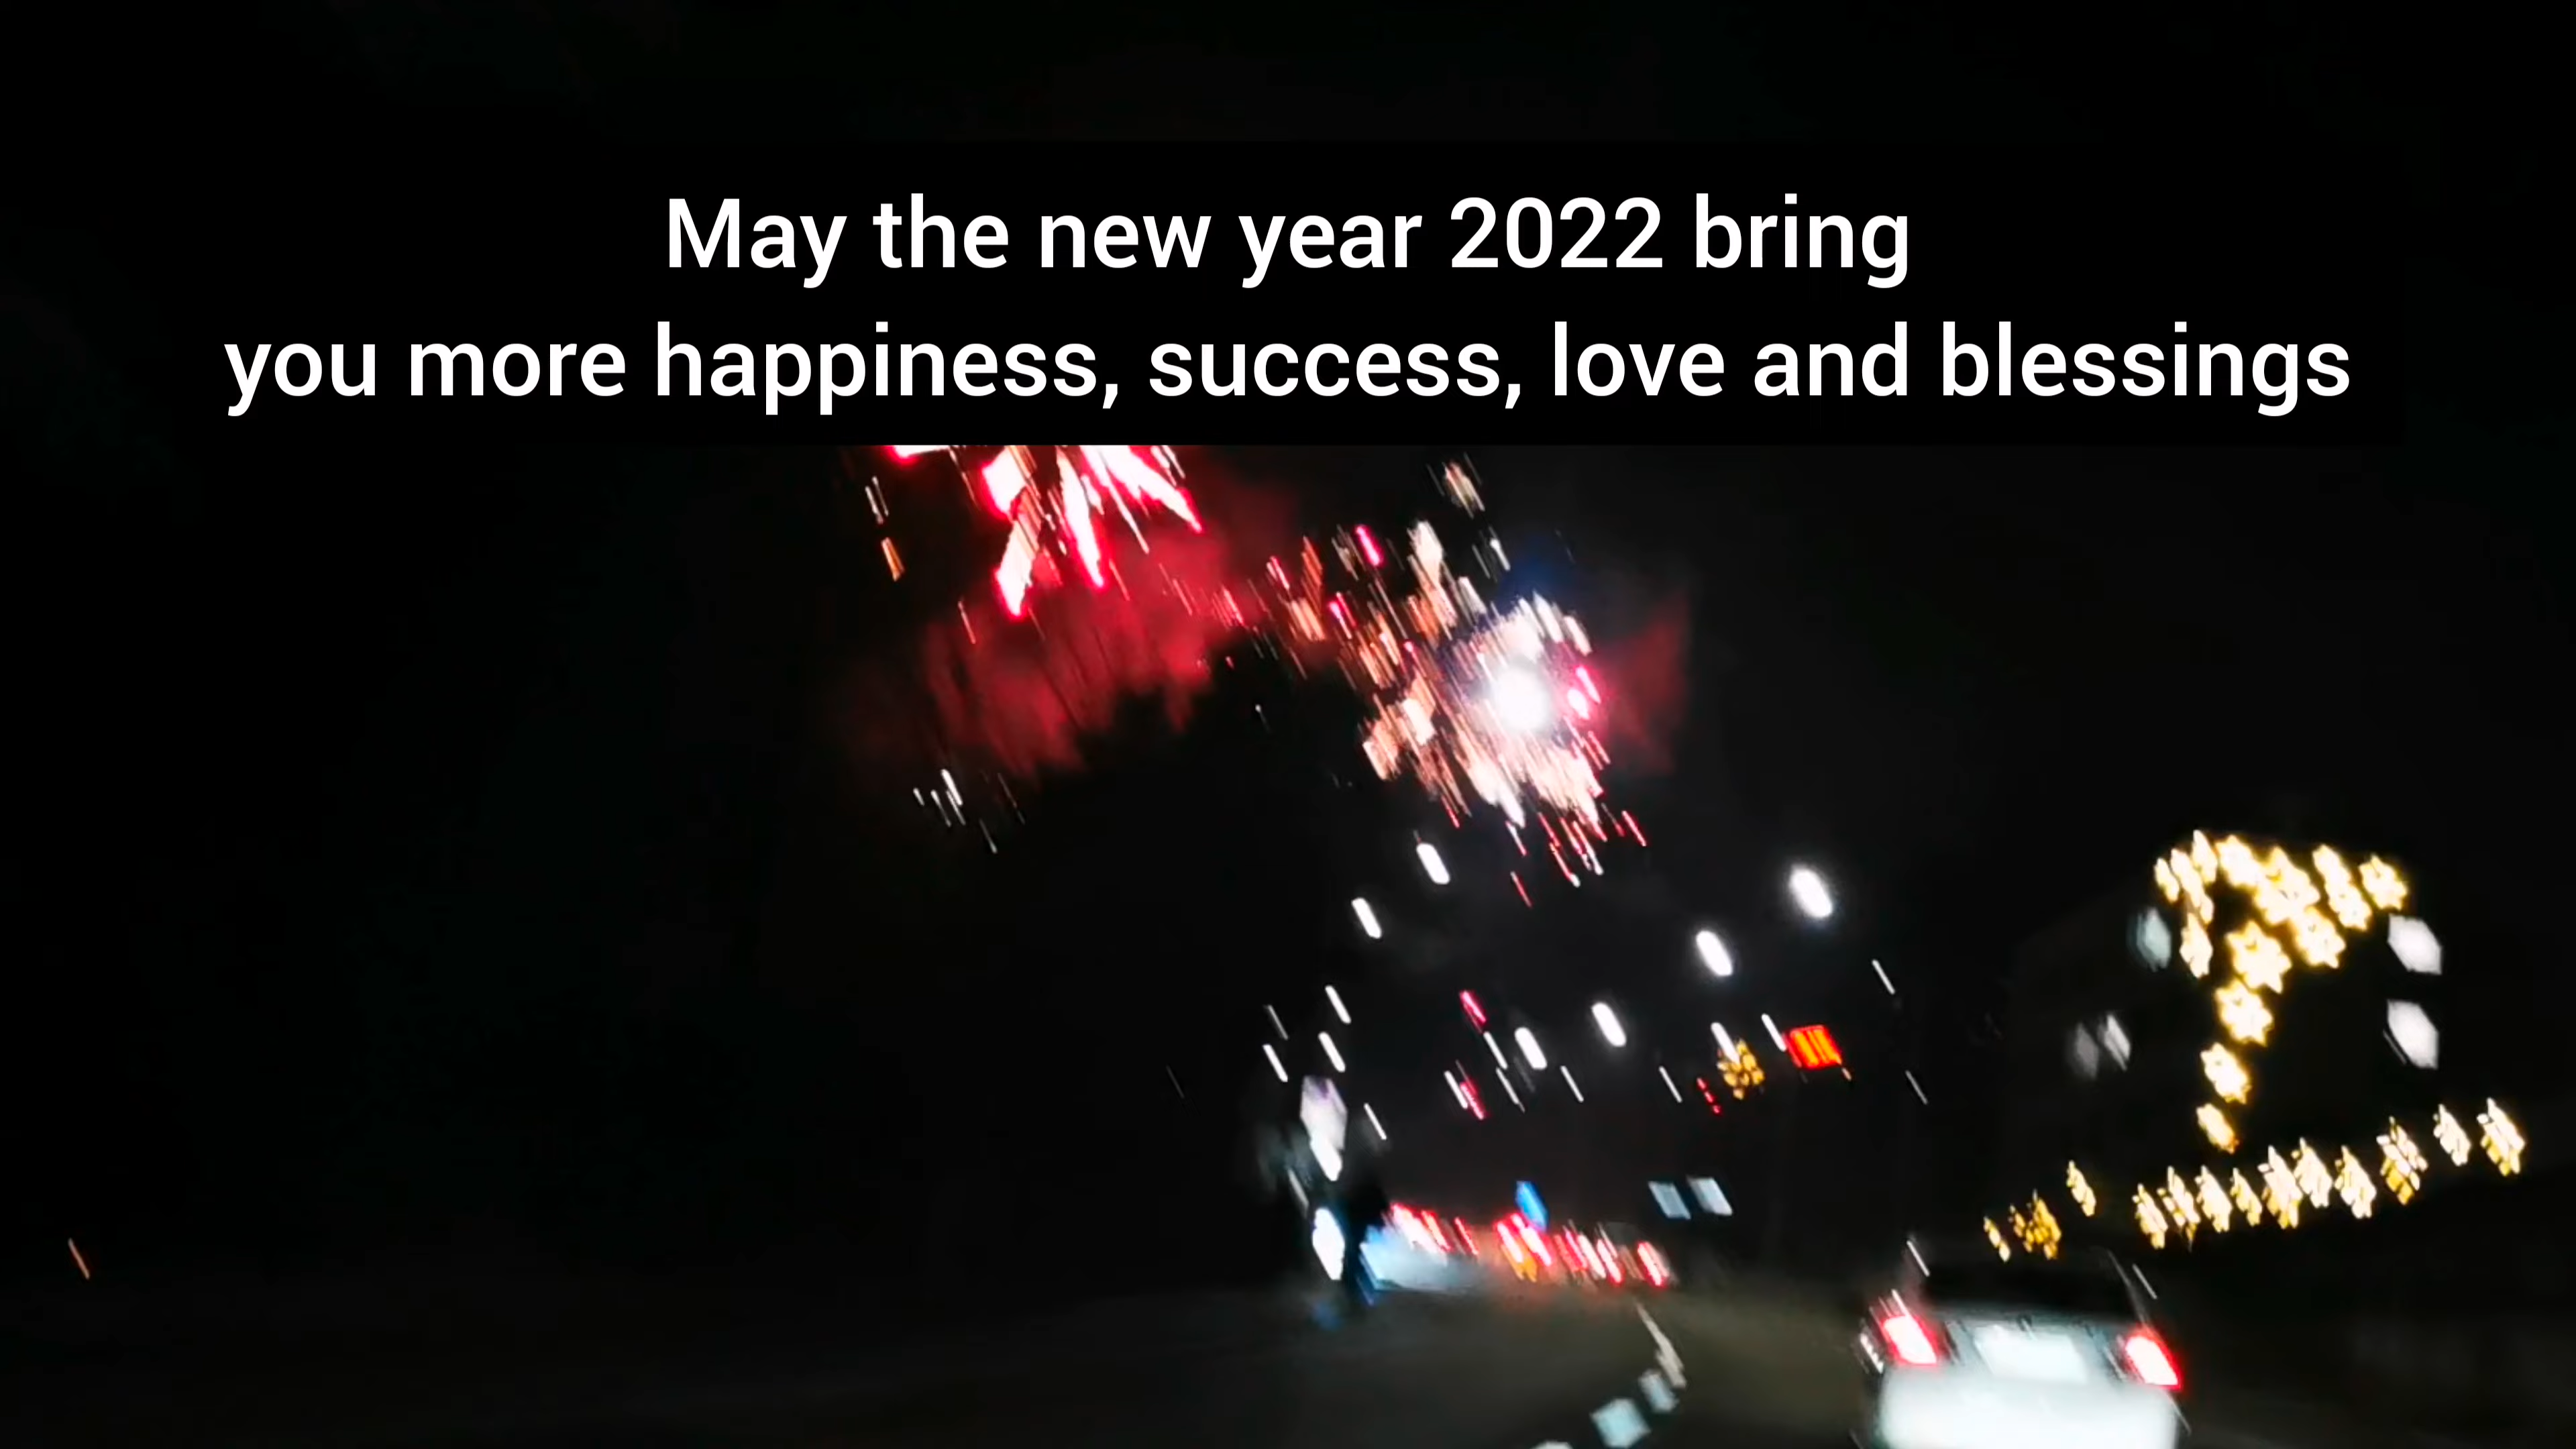 May the new year 2022 bring
you more happiness, success, love and blessings